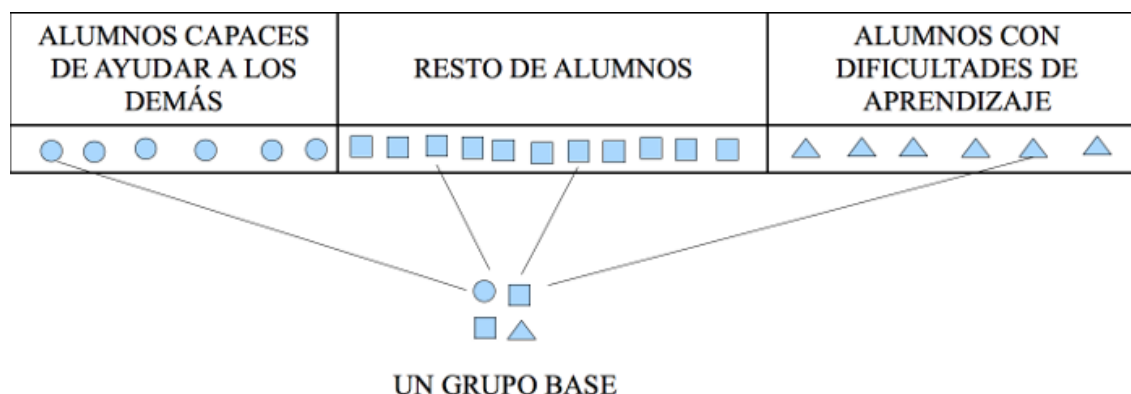 ALUMNOS CAPACES
DE AYUDAR A LOS
DEMÁS
RESTO DE ALUMNOS
ALUMNOS CON
DIFICULTADES DE
APRENDIZAJE
UN GRUPO BASE